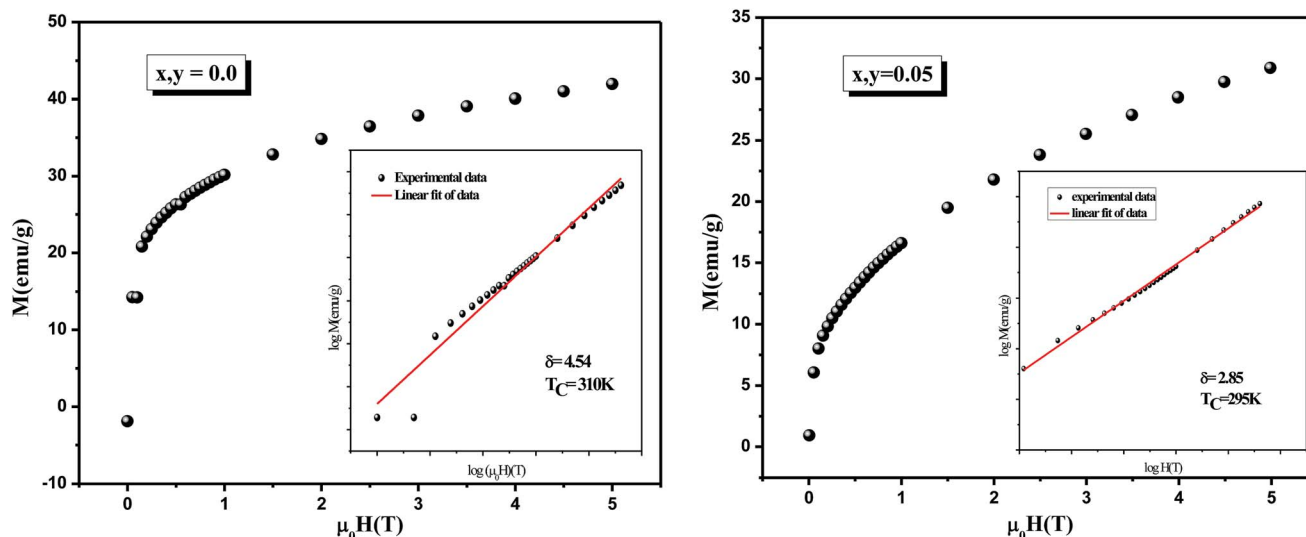 50
40
30
20
10
0
-10
M(emu/g)
x,y = 0.0
Experimental data
Linear fit of data
log M(emu/g)
δ=4.54
T_C=310K
log (μ₀H)(T)
0 1 2 3 4 5
μ₀H(T)
35
30
25
20
15
10
5
0
M(emu/g)
x,y=0.05
experimental data
linear fit of data
log M(emu/g)
δ=2.85
T_C=295K
log H(T)
0 1 2 3 4 5
μ₀H(T)